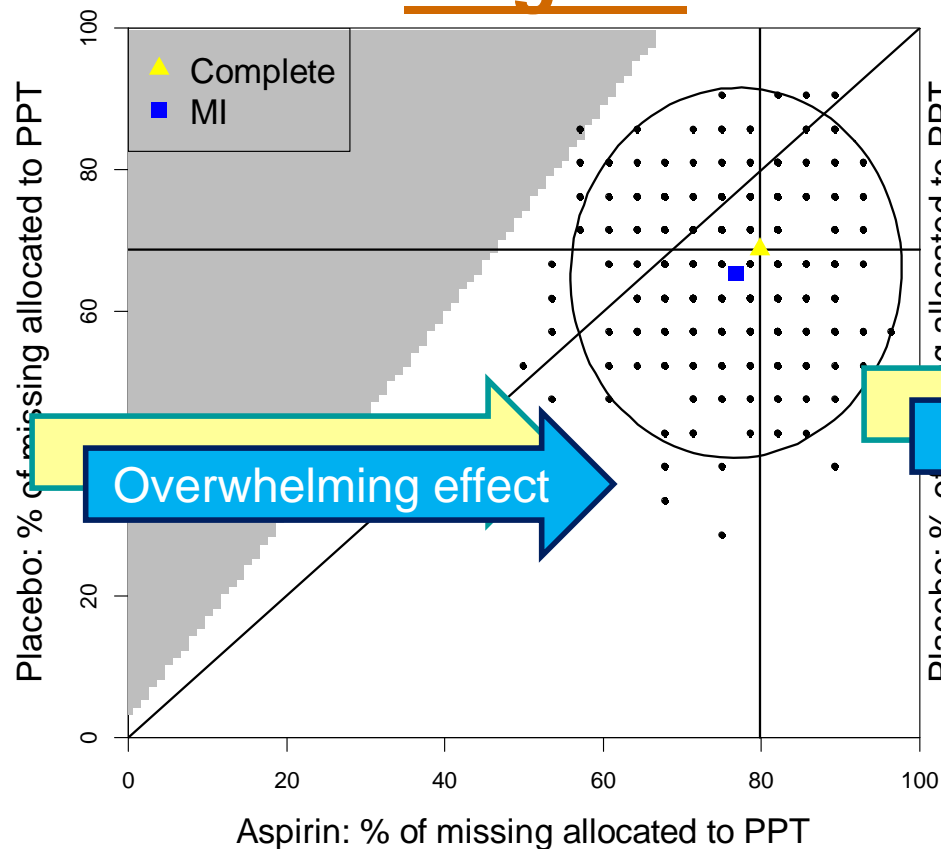 100
Complete
MI
80
60
20
0
Placebo: % of missing allocated to PPT
Overwhelming effect
0
20
40
60
80
100
Aspirin: % of missing allocated to PPT